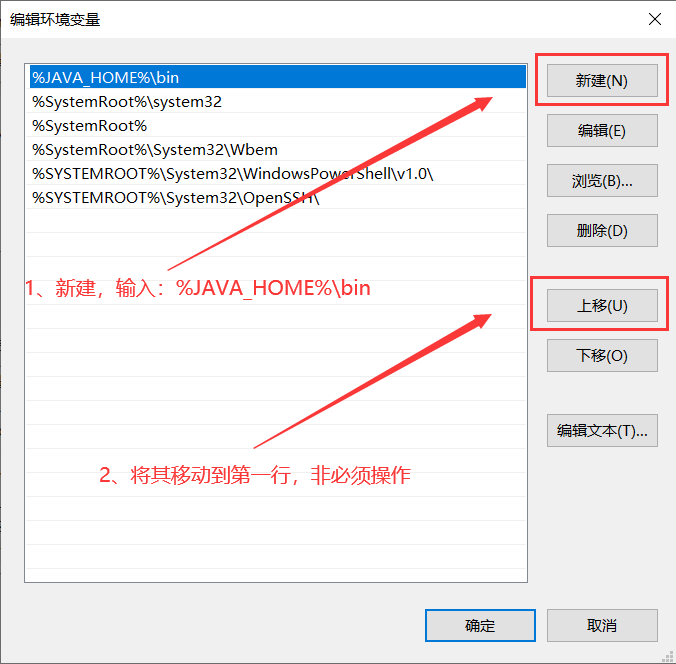 编辑环境变量
%JAVA_HOME%\bin
%SystemRoot%\system32
%SystemRoot%
%SystemRoot%\System32\Wbem
%SYSTEMROOT%\System32\WindowsPowerShell\v1.0\
%SYSTEMROOT%\System32\OpenSSH\
1、新建，输入：%JAVA_HOME%\bin
2、将其移动到第一行，非必须操作
新建(N)
编辑(E)
浏览(B)...
删除(D)
上移(U)
下移(O)
编辑文本(T)...
确定
取消